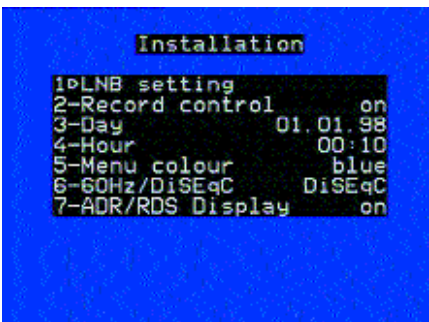 Installation
1▷LNB setting
2-Record control on
3-Day 01.01.98
4-Hour 00:10
5-Menu colour blue
6-60Hz/DiSEqC DiSEqC
7-ADR/RDS Display on